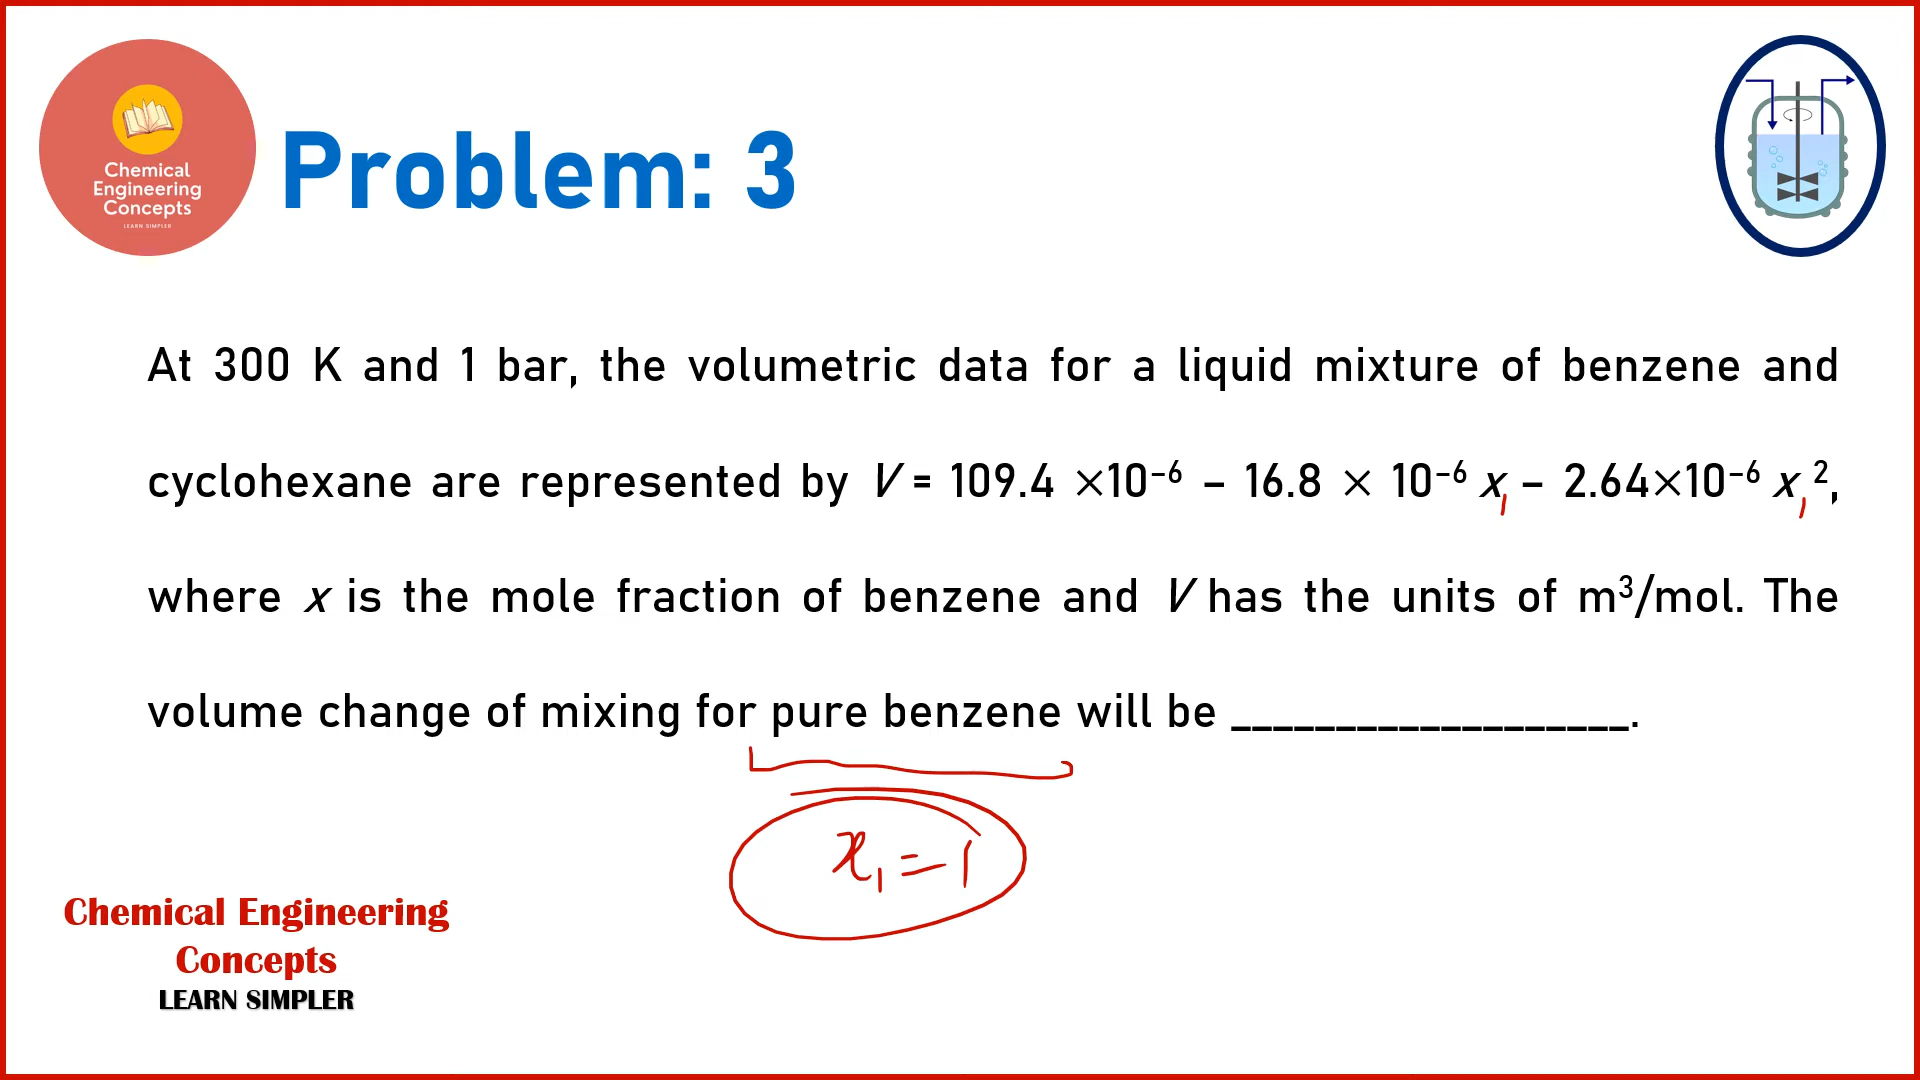 Chemical
Engineering
Concepts
LEARN SIMPLER
Problem: 3
At 300 K and 1 bar, the volumetric data for a liquid mixture of benzene and
cyclohexane are represented by V = 109.4 ×10⁻⁶ – 16.8 × 10⁻⁶ x₁ – 2.64×10⁻⁶ x₁²,
where x is the mole fraction of benzene and V has the units of m³/mol. The
volume change of mixing for pure benzene will be ___________________.
x₁ = 1
Chemical Engineering
Concepts
LEARN SIMPLER